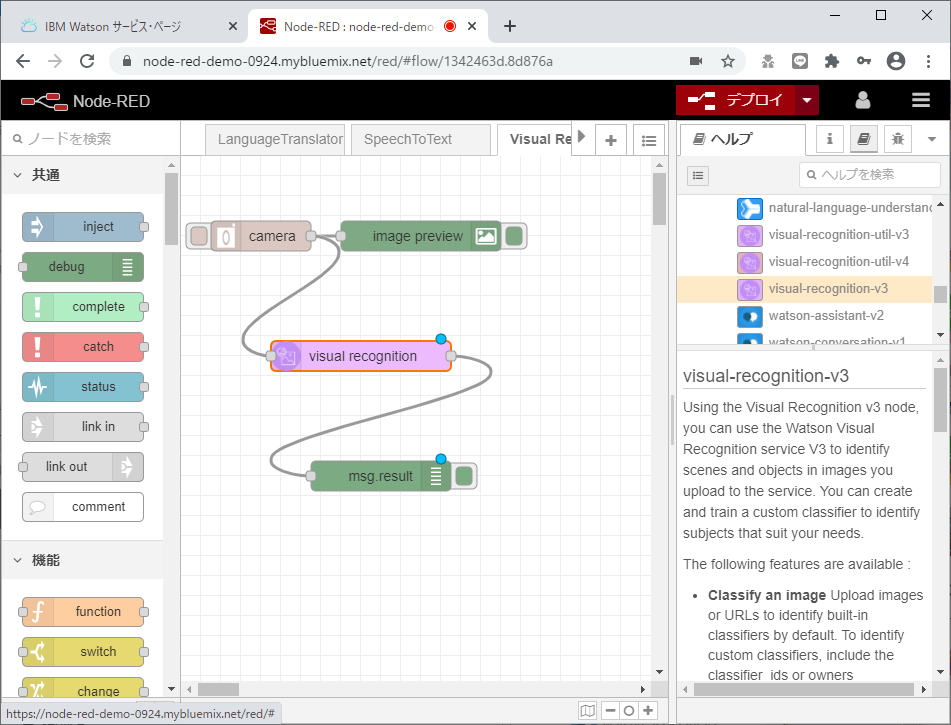 IBM Watson サービス・ページ
Node-RED : node-red-demo
node-red-demo-0924.mybluemix.net/red/#flow/1342463d.8d876a
Node-RED
デプロイ
ノードを検索
LanguageTranslator
SpeechToText
Visual Re
ヘルプ
共通
ヘルプを検索
inject
debug
complete
catch
status
link in
link out
comment
機能
function
switch
change
camera
image preview
visual recognition
msg.result
natural-language-understand
visual-recognition-util-v3
visual-recognition-util-v4
visual-recognition-v3
watson-assistant-v2
watson-conversation-v1
visual-recognition-v3
Using the Visual Recognition v3 node,
you can use the Watson Visual
Recognition service V3 to identify
scenes and objects in images you
upload to the service. You can create
and train a custom classifier to identify
subjects that suit your needs.
The following features are available :
• Classify an image Upload images
or URLs to identify built-in
classifiers by default. To identify
custom classifiers, include the
classifier_ids or owners
https://node-red-demo-0924.mybluemix.net/red/#